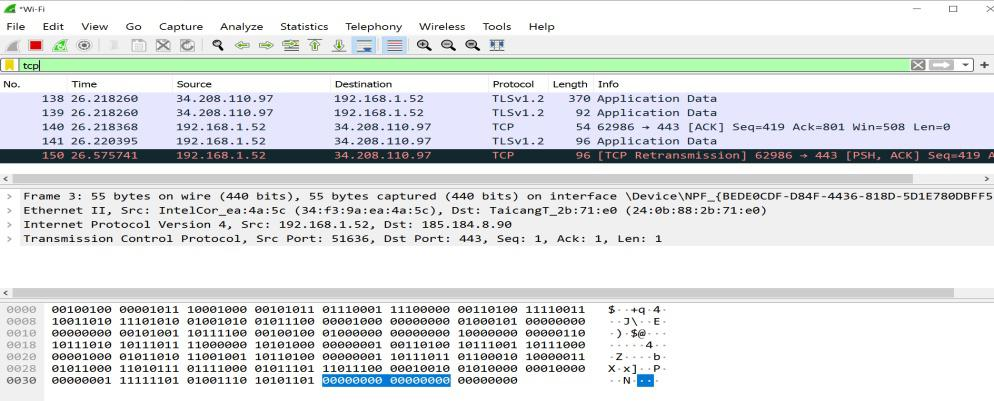 *Wi-Fi
File Edit View Go Capture Analyze Statistics Telephony Wireless Tools Help
tcp
No. Time Source Destination Protocol Length Info
138 26.218260 34.208.110.97 192.168.1.52 TLSv1.2 370 Application Data
139 26.218260 34.208.110.97 192.168.1.52 TLSv1.2 92 Application Data
140 26.218368 192.168.1.52 34.208.110.97 TCP 54 62986 → 443 [ACK] Seq=419 Ack=801 Win=508 Len=0
141 26.220395 192.168.1.52 34.208.110.97 TLSv1.2 96 Application Data
150 26.575741 192.168.1.52 34.208.110.97 TCP 96 [TCP Retransmission] 62986 → 443 [PSH, ACK] Seq=419 A
> Frame 3: 55 bytes on wire (440 bits), 55 bytes captured (440 bits) on interface \Device\NPF_{BEDE0CDF-D84F-4436-818D-5D1E780DBFF5
> Ethernet II, Src: IntelCor_ea:4a:5c (34:f3:9a:ea:4a:5c), Dst: TaicangT_2b:71:e0 (24:0b:88:2b:71:e0)
> Internet Protocol Version 4, Src: 192.168.1.52, Dst: 185.184.8.90
> Transmission Control Protocol, Src Port: 51636, Dst Port: 443, Seq: 1, Ack: 1, Len: 1
0000 00100100 00001011 10001000 00101011 01110001 11100000 00110100 11110011 $··+q·4·
0008 10011010 11101010 01001010 01011100 00001000 00000000 01000101 00000000 ··J\··E·
0010 00000000 00101001 10111100 00100100 01000000 00000000 10000000 00000110 ·)·$@···
0018 10111010 10111011 11000000 10101000 00000001 00110100 10111001 10111000 ·····4··
0020 00001000 01011010 11001001 10110100 00000001 10111011 01100010 10000011 ·Z····b·
0028 01011000 11010111 01111000 01011101 11011100 00010010 01010000 00010000 X·x]··P·
0030 00000001 11111101 01001110 10101101 00000000 00000000 00000000 ··N····